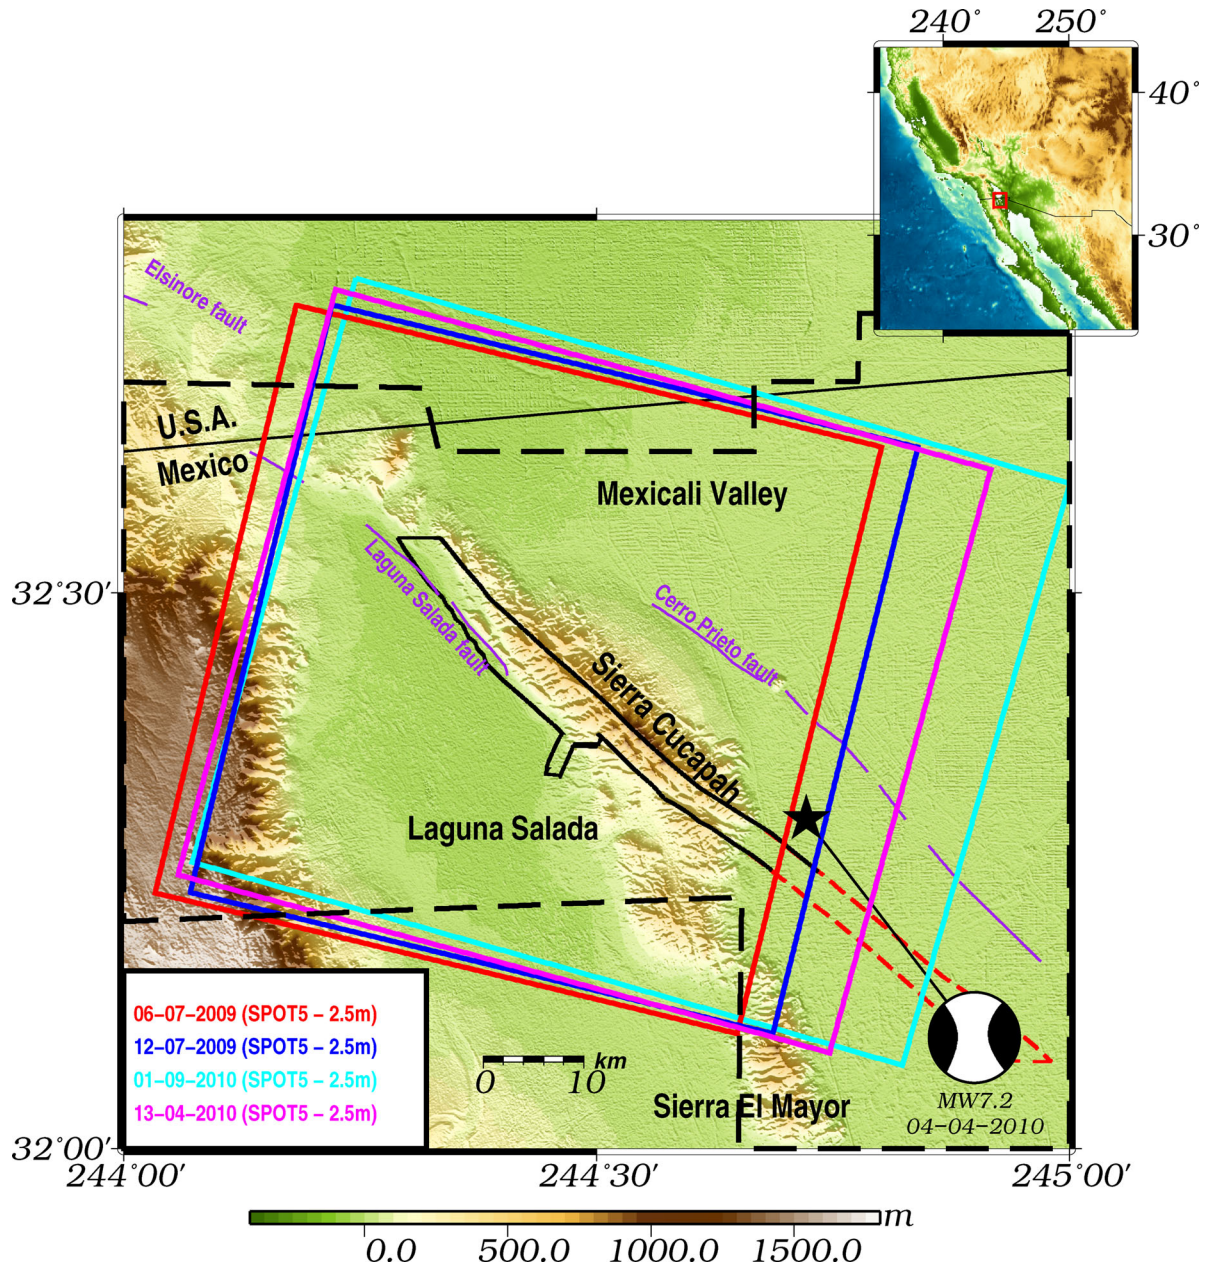 240° 250°
40°
30°
Elsinore fault
U.S.A.
Mexico
Mexicali Valley
32°30′
Laguna Salada fault
Cerro Prieto fault
Sierra Cucapah
Laguna Salada
06−07−2009 (SPOT5 − 2.5m)
12−07−2009 (SPOT5 − 2.5m)
01−09−2010 (SPOT5 − 2.5m)
13−04−2010 (SPOT5 − 2.5m)
km
0 10
Sierra El Mayor
MW7.2
04−04−2010
32°00′
244°00′ 244°30′ 245°00′
m
0.0 500.0 1000.0 1500.0